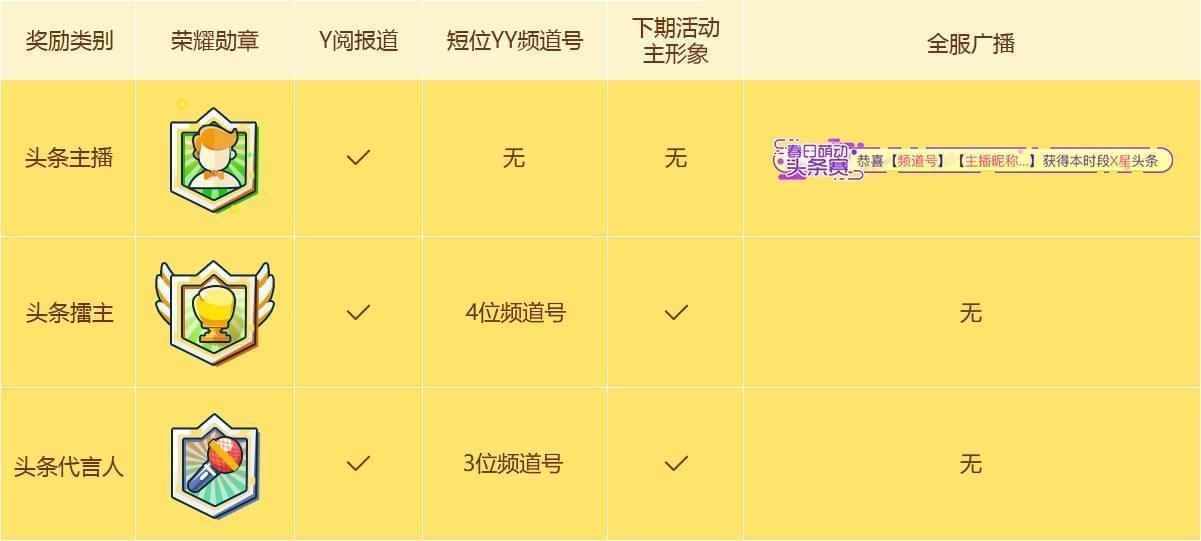 奖励类别 荣耀勋章 Y阅报道 短位YY频道号 下期活动 全服广播
主形象
头条主播 无 无 春日萌动
头条赛 恭喜【频道号】【主播昵称...】获得本时段X星头条
头条擂主 4位频道号 无
头条代言人 3位频道号 无